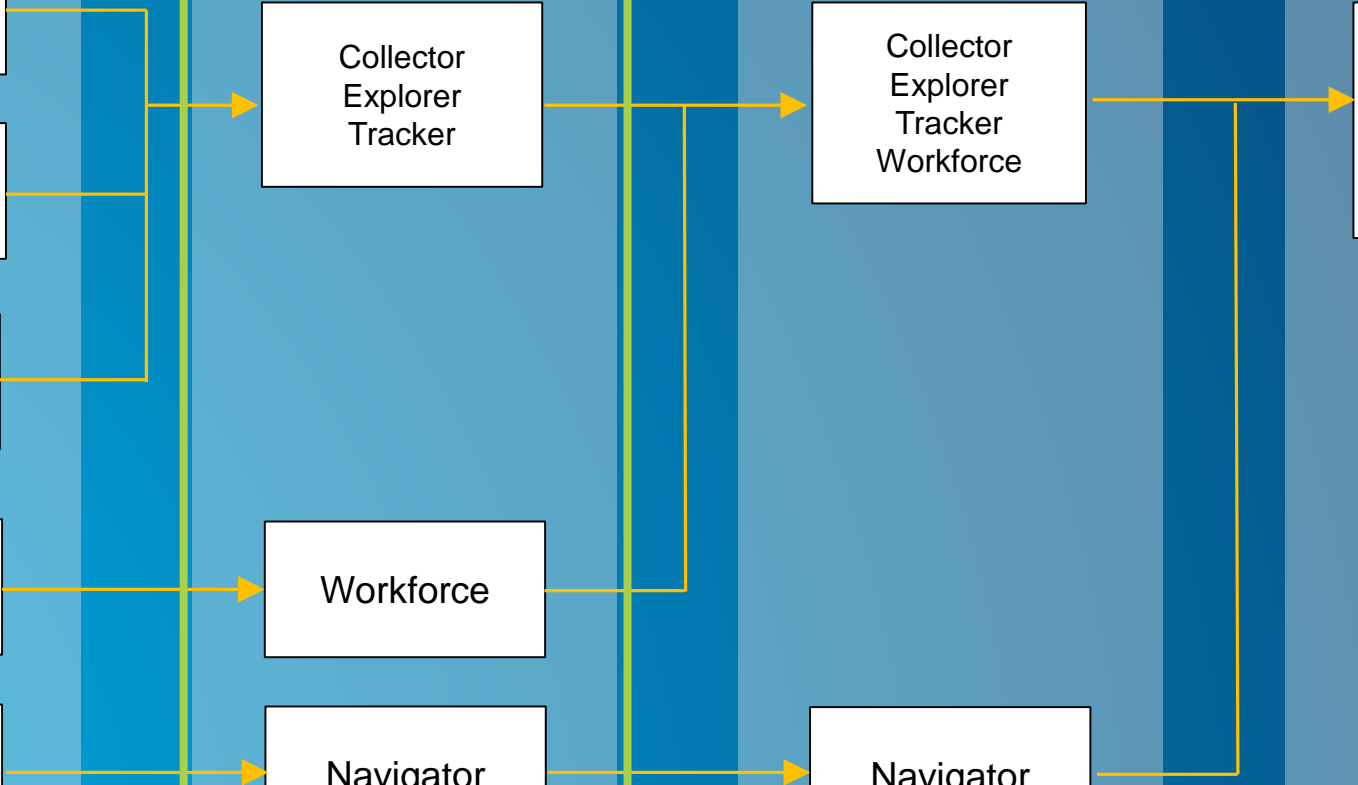 Collector
Explorer
Tracker
Collector
Explorer
Tracker
Workforce
Workforce
Navigator
Navigator